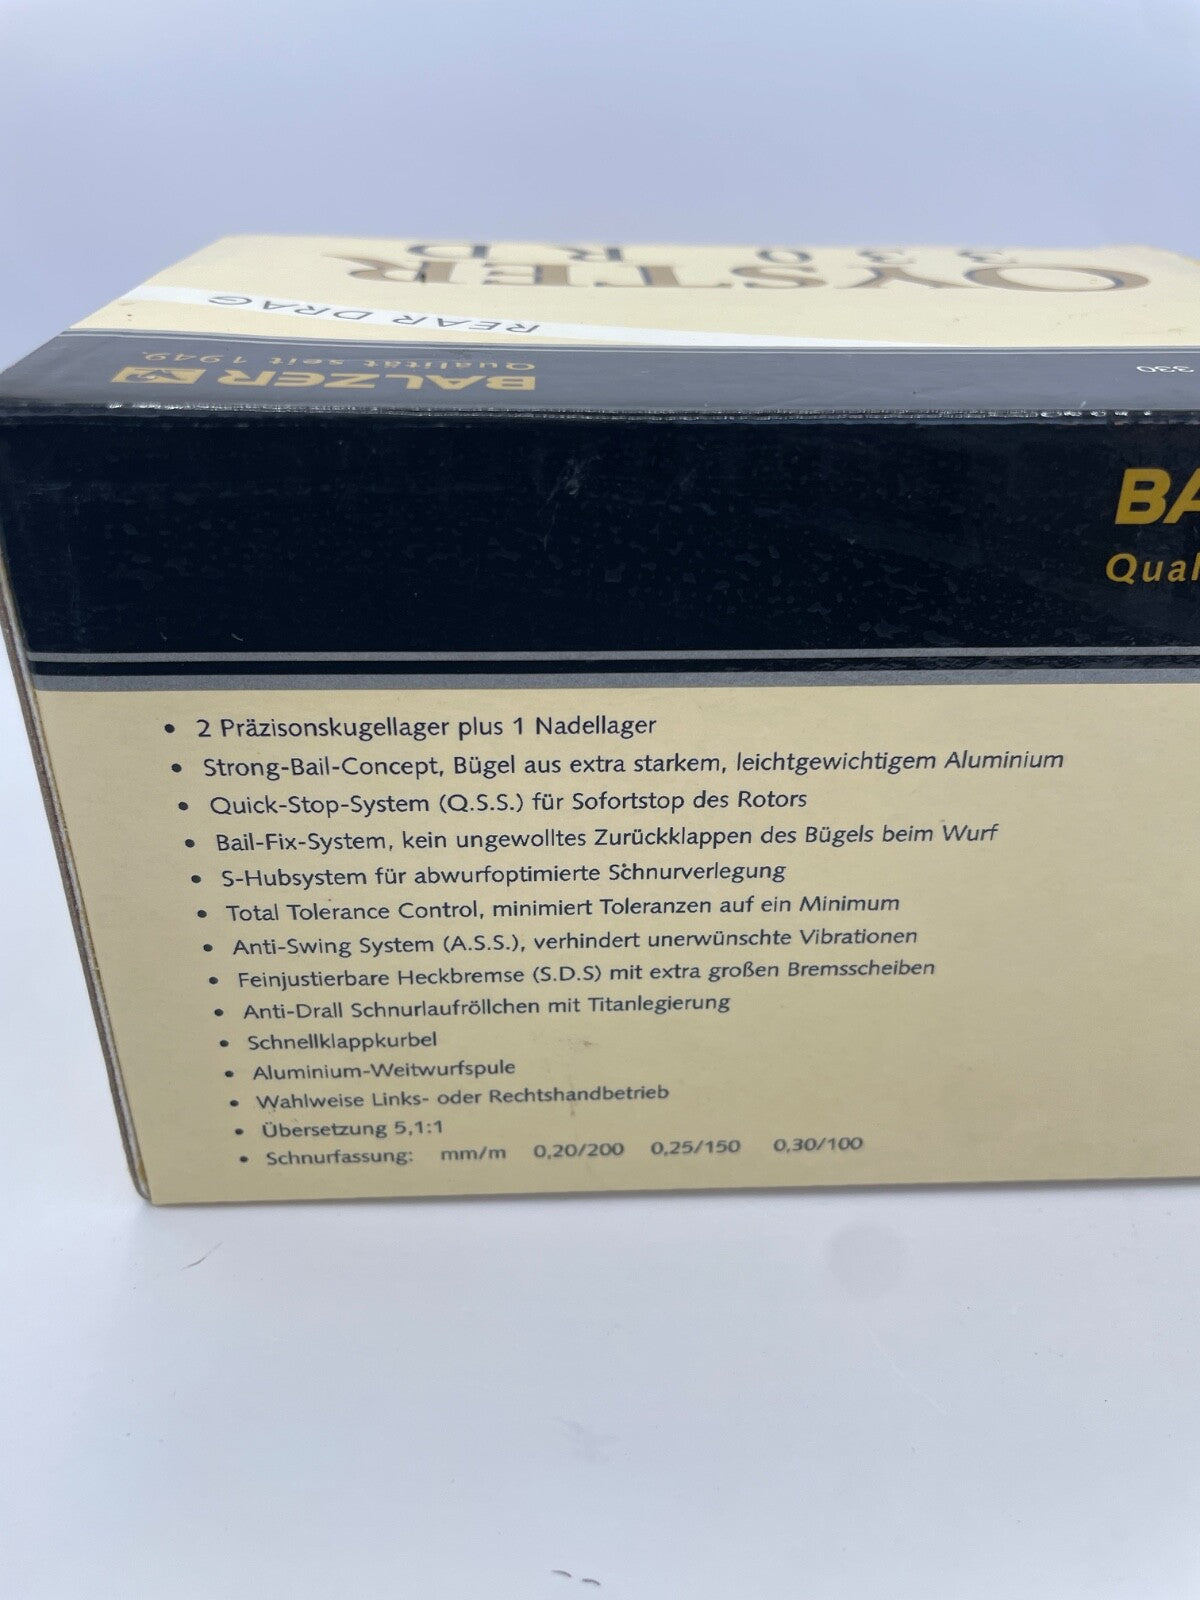 OYSTER
330 RD
REAR DRAG
BALZER
Qualität seit 1949.
330
BA
Qual
• 2 Präzisonskugellager plus 1 Nadellager
• Strong-Bail-Concept, Bügel aus extra starkem, leichtgewichtigem Aluminium
• Quick-Stop-System (Q.S.S.) für Sofortstop des Rotors
• Bail-Fix-System, kein ungewolltes Zurückklappen des Bügels beim Wurf
• S-Hubsystem für abwurfoptimierte Schnurverlegung
• Total Tolerance Control, minimiert Toleranzen auf ein Minimum
• Anti-Swing System (A.S.S.), verhindert unerwünschte Vibrationen
• Feinjustierbare Heckbremse (S.D.S) mit extra großen Bremsscheiben
• Anti-Drall Schnurlaufröllchen mit Titanlegierung
• Schnellklappkurbel
• Aluminium-Weitwurfspule
• Wahlweise Links- oder Rechtshandbetrieb
• Übersetzung 5,1:1
• Schnurfassung: mm/m 0,20/200 0,25/150 0,30/100